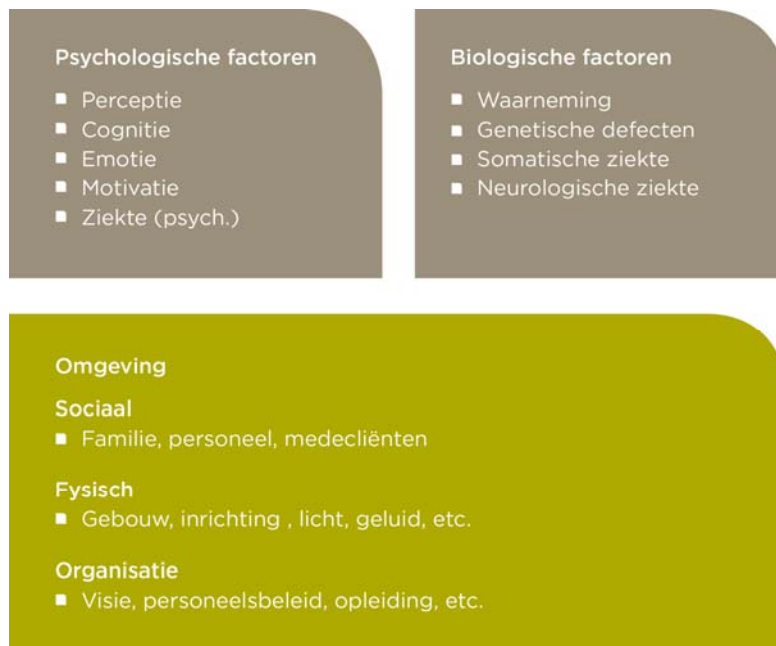 Psychologische factoren
Perceptie
Cognitie
Emotie
Motivatie
Ziekte (psych.)
Biologische factoren
Waarneming
Genetische defecten
Somatische ziekte
Neurologische ziekte
Omgeving
Sociaal
Familie, personeel, medecliënten
Fysisch
Gebouw, inrichting , licht, geluid, etc.
Organisatie
Visie, personeelsbeleid, opleiding, etc.